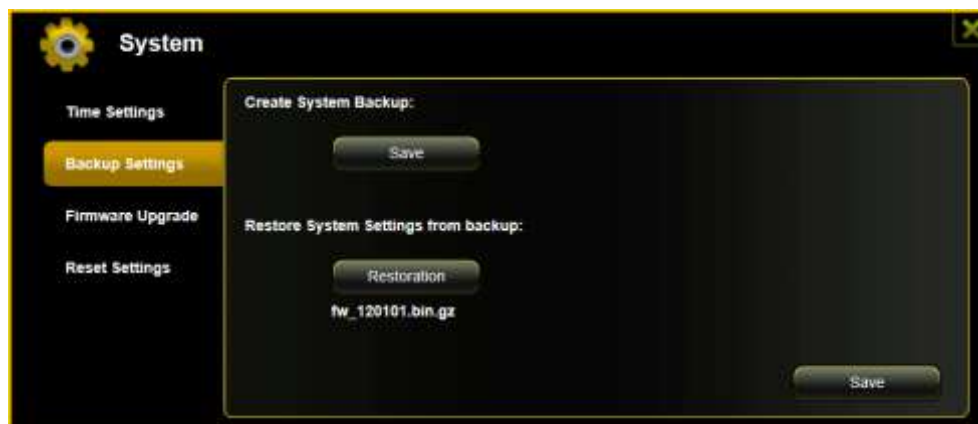 System
Time Settings
Backup Settings
Firmware Upgrade
Reset Settings
Create System Backup:
Save
Restore System Settings from backup:
Restoration
fw_120101.bin.gz
Save